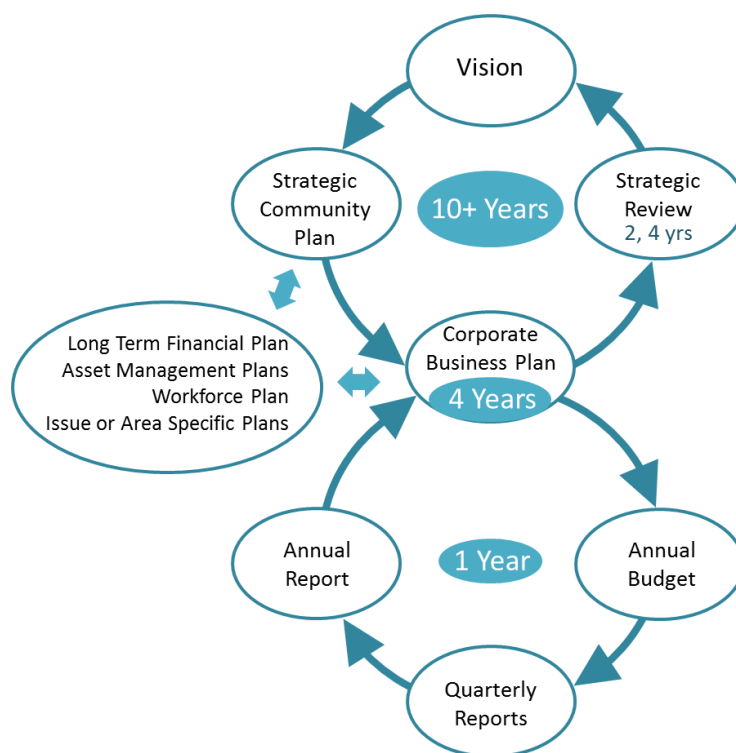 Vision
Strategic
Community
Plan
10+ Years
Strategic
Review
2, 4 yrs
Long Term Financial Plan
Asset Management Plans
Workforce Plan
Issue or Area Specific Plans
Corporate
Business Plan
4 Years
Annual
Report
1 Year
Annual
Budget
Quarterly
Reports